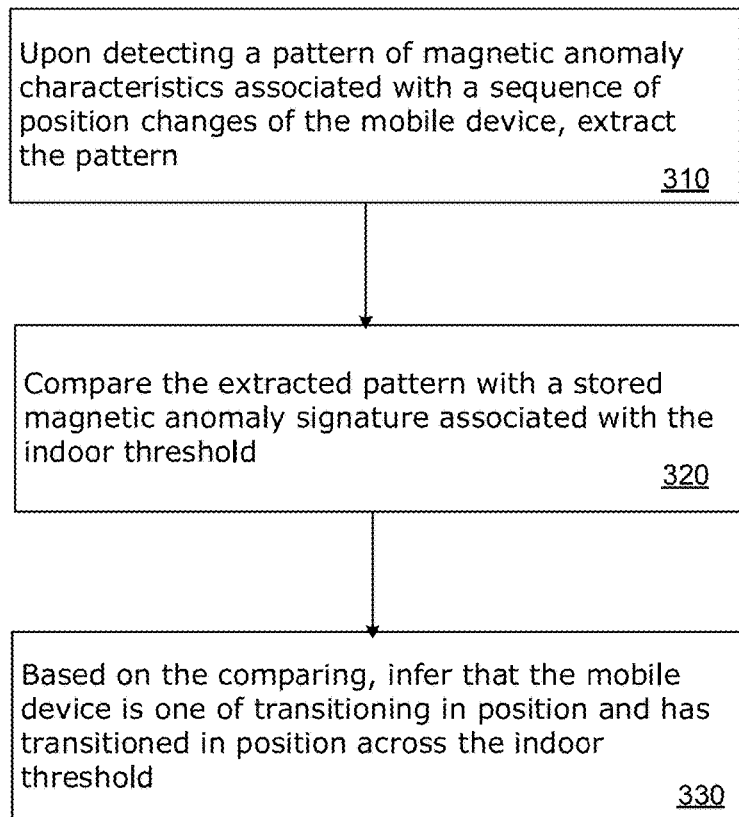 Upon detecting a pattern of magnetic anomaly
characteristics associated with a sequence of
position changes of the mobile device, extract
the pattern
310
Compare the extracted pattern with a stored
magnetic anomaly signature associated with the
indoor threshold
320
Based on the comparing, infer that the mobile
device is one of transitioning in position and has
transitioned in position across the indoor
threshold
330